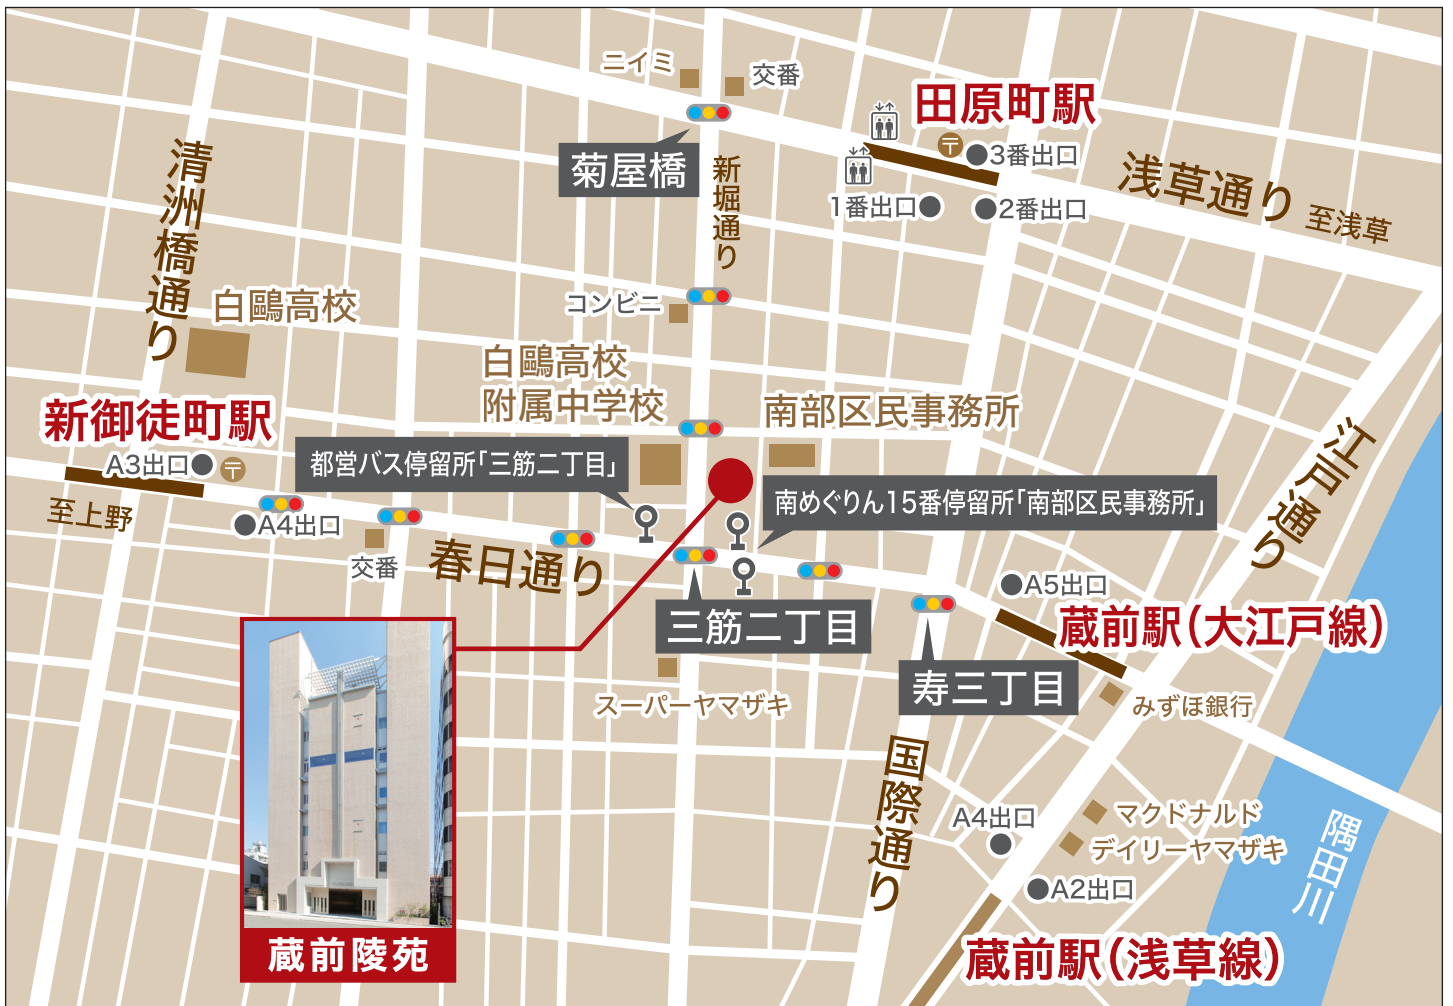 ニイミ
交番
田原町駅
3番出口
菊屋橋
新堀通り
清洲橋通り
浅草通り
至浅草
1番出口
2番出口
コンビニ
白鷗高校
白鷗高校
附属中学校
南部区民事務所
新御徒町駅
A3出口
都営バス停留所「三筋二丁目」
江戸通り
南めぐりん15番停留所「南部区民事務所」
至上野
A4出口
交番
春日通り
A5出口
三筋二丁目
蔵前駅（大江戸線）
寿三丁目
スーパーヤマザキ
みずほ銀行
国際通り
A4出口
マクドナルド
デイリーヤマザキ
隅田川
A2出口
蔵前陵苑
蔵前駅（浅草線）